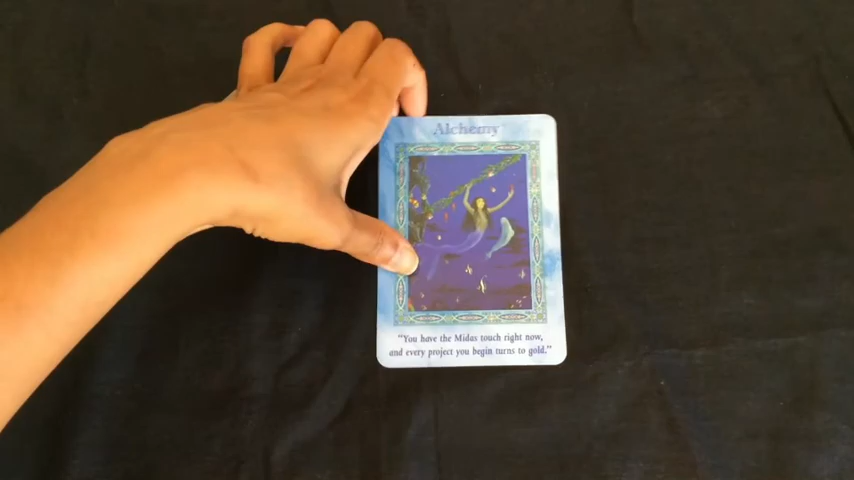 Alchemy
“You have the Midas touch right now,
and every project you begin turns to gold.”